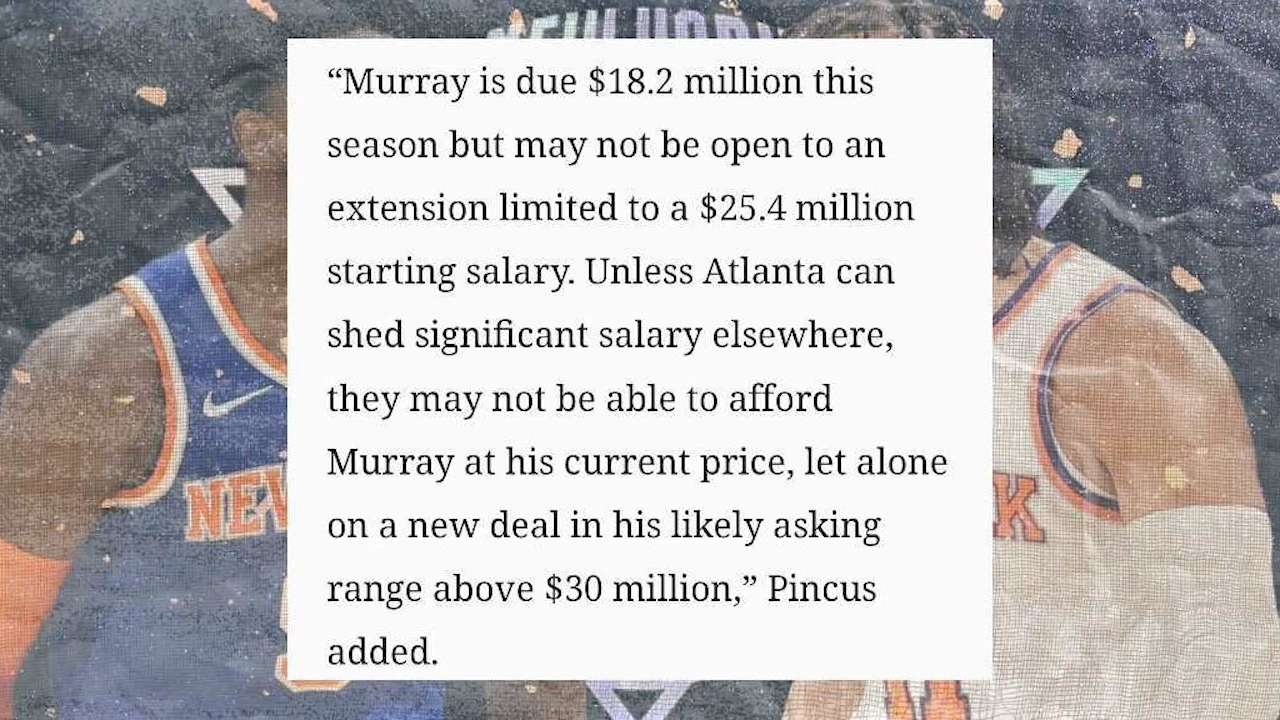 NEW YORK
“Murray is due $18.2 million this
season but may not be open to an
extension limited to a $25.4 million
starting salary. Unless Atlanta can
shed significant salary elsewhere,
they may not be able to afford
Murray at his current price, let alone
on a new deal in his likely asking
range above $30 million,” Pincus
added.
NEW
K